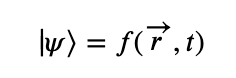 |ψ⟩ = f(r⃗, t)